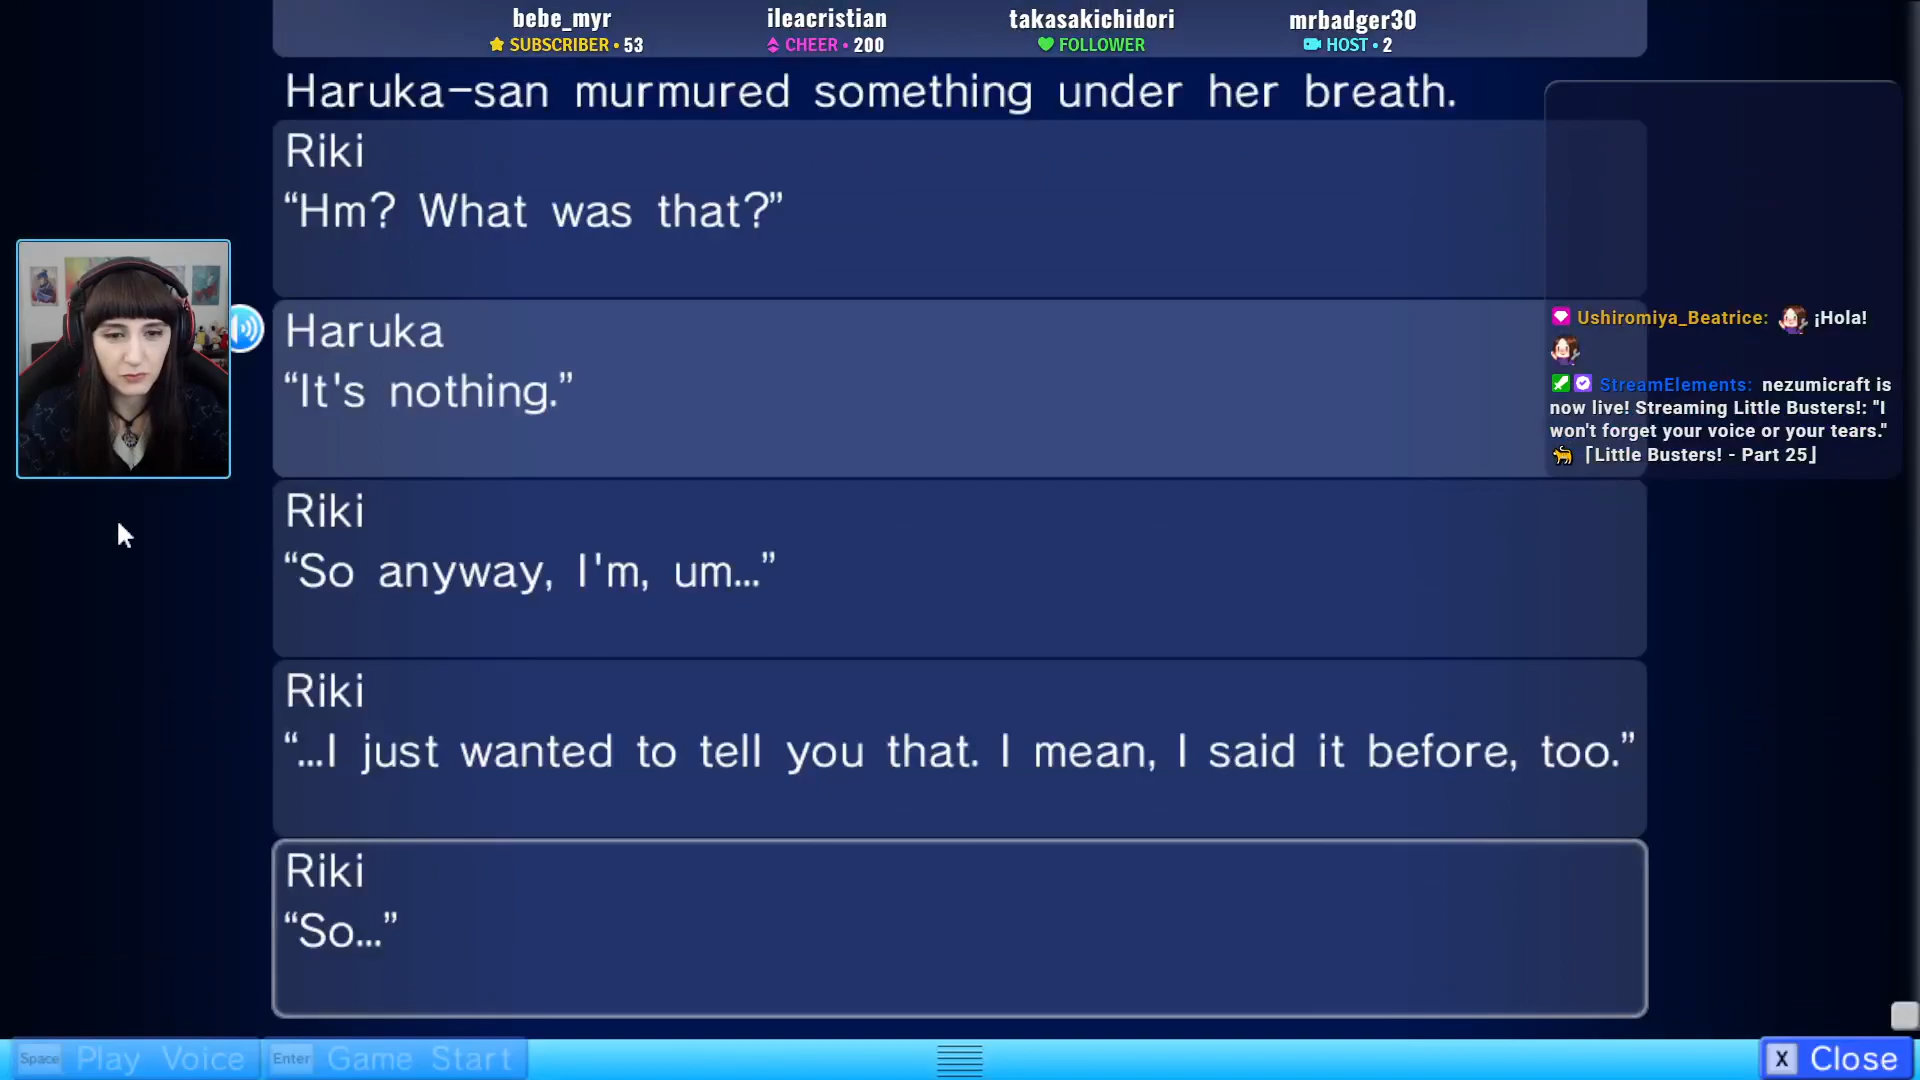 bebe_myr
SUBSCRIBER • 53
ileacristian
CHEER • 200
takasakichidori
FOLLOWER
mrbadger30
HOST • 2
Haruka-san murmured something under her breath.
Riki
“Hm? What was that?”
Haruka
“It's nothing.”
Riki
“So anyway, I'm, um…”
Riki
“…I just wanted to tell you that. I mean, I said it before, too.”
Riki
“So…”
Ushiromiya_Beatrice: ¡Hola!
StreamElements: nezumicraft is
now live! Streaming Little Busters!: "I
won't forget your voice or your tears."
「Little Busters! - Part 25」
Space Play Voice
Enter Game Start
X Close